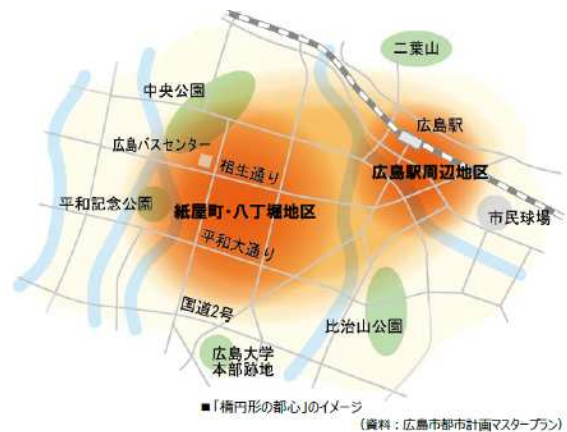 二葉山
中央公園
広島駅
広島バスセンター
相生通り
広島駅周辺地区
平和記念公園
紙屋町・八丁堀地区
市民球場
平和大通り
国道2号
比治山公園
広島大学
本部跡地
■「楕円形の都心」のイメージ
(資料:広島市都市計画マスタープラン)